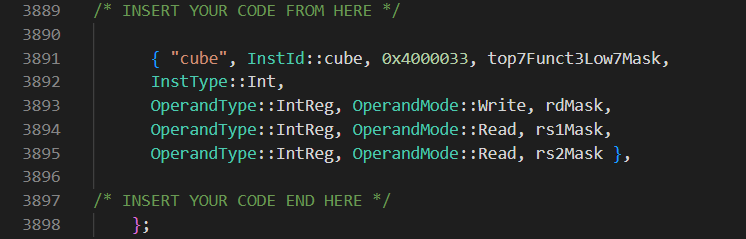 3889 /* INSERT YOUR CODE FROM HERE */
3890
3891 { "cube", InstId::cube, 0x4000033, top7Funct3Low7Mask,
3892 InstType::Int,
3893 OperandType::IntReg, OperandMode::Write, rdMask,
3894 OperandType::IntReg, OperandMode::Read, rs1Mask,
3895 OperandType::IntReg, OperandMode::Read, rs2Mask },
3896
3897 /* INSERT YOUR CODE END HERE */
3898 };